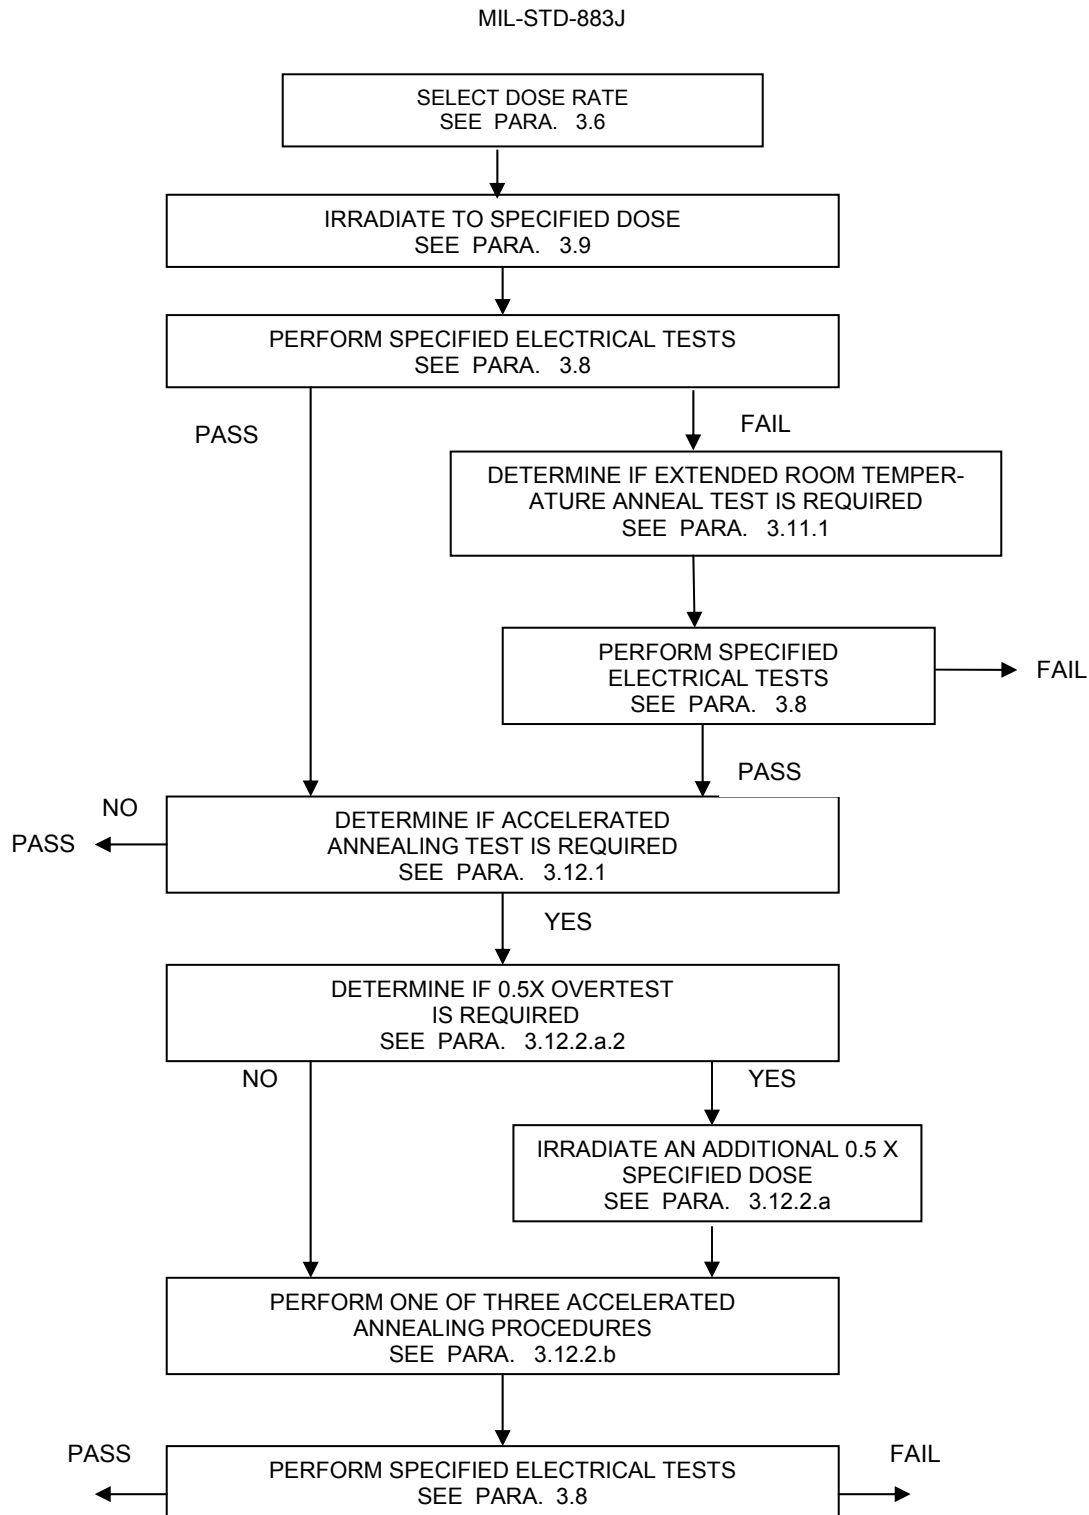 MIL-STD-883J
SELECT DOSE RATE
SEE PARA. 3.6
IRRADIATE TO SPECIFIED DOSE
SEE PARA. 3.9
PERFORM SPECIFIED ELECTRICAL TESTS
SEE PARA. 3.8
PASS
FAIL
DETERMINE IF EXTENDED ROOM TEMPER-
ATURE ANNEAL TEST IS REQUIRED
SEE PARA. 3.11.1
PERFORM SPECIFIED
ELECTRICAL TESTS
SEE PARA. 3.8
FAIL
PASS
NO
PASS
DETERMINE IF ACCELERATED
ANNEALING TEST IS REQUIRED
SEE PARA. 3.12.1
YES
DETERMINE IF 0.5X OVERTEST
IS REQUIRED
SEE PARA. 3.12.2.a.2
NO
YES
IRRADIATE AN ADDITIONAL 0.5 X
SPECIFIED DOSE
SEE PARA. 3.12.2.a
PERFORM ONE OF THREE ACCELERATED
ANNEALING PROCEDURES
SEE PARA. 3.12.2.b
PASS
FAIL
PERFORM SPECIFIED ELECTRICAL TESTS
SEE PARA. 3.8